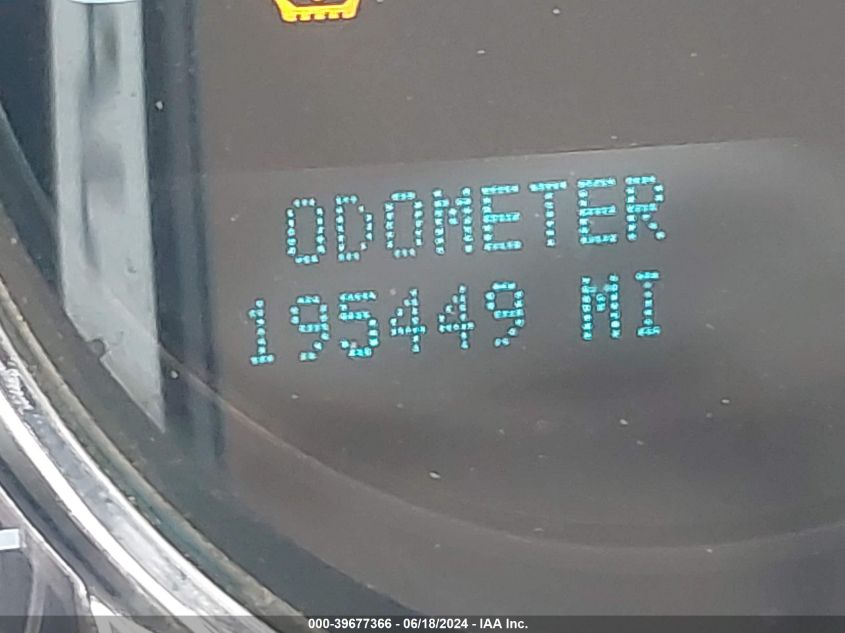 ODOMETER
195449 MI
000-39677366 - 06/18/2024 - IAA Inc.